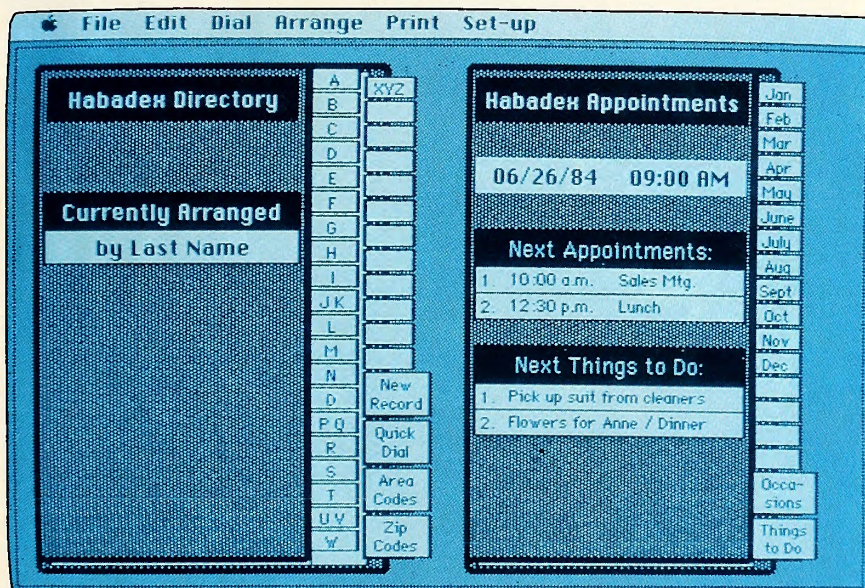 File Edit Dial Arrange Print Set-up
Habadex Directory
Currently Arranged
by Last Name
A
B
C
D
E
F
G
H
I
JK
L
M
N
O
PQ
R
S
T
UV
W
XYZ
New
Record
Quick
Dial
Area
Codes
Zip
Codes
Habadex Appointments
06/26/84 09:00 AM
Next Appointments:
1 10:00 a.m. Sales Mtg.
2. 12:30 p.m. Lunch
Next Things to Do:
1. Pick up suit from cleaners
2. Flowers for Anne / Dinner
Jan
Feb
Mar
Apr
May
June
July
Aug
Sept
Oct
Nov
Dec
Occa-
sions
Things
to Do